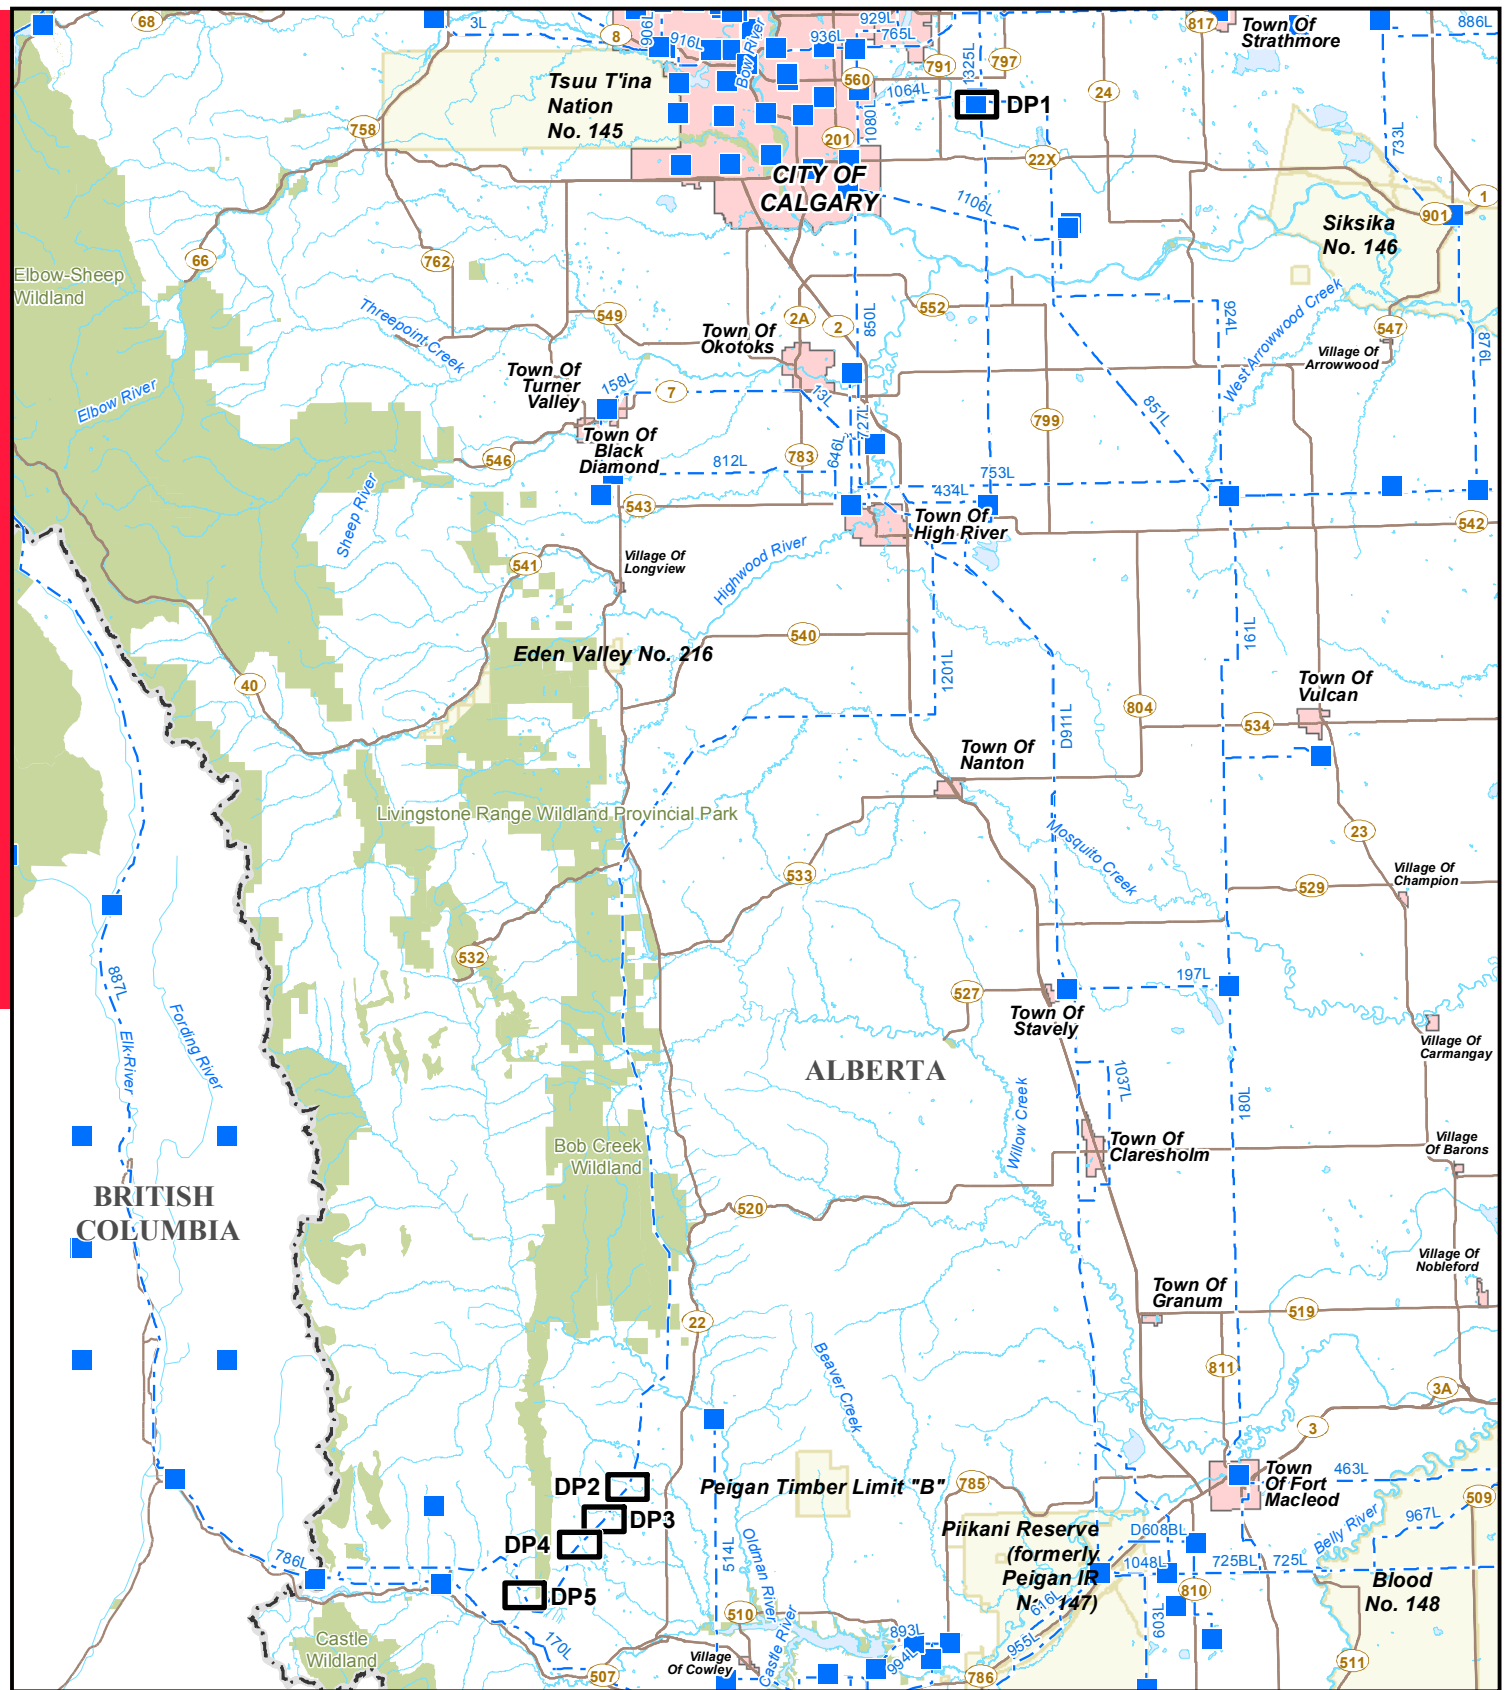 68
3L
8
906L
916L
Bow River
936L
929L
765L
791
1325L
797
817
Town Of
Strathmore
886L
Tsuu T'ina
Nation
No. 145
560
1064L
DP1
24
758
201
1080L
733L
22X
CITY OF
CALGARY
1106L
1
901
Siksika
No. 146
66
762
Elbow-Sheep
Wildland
Threepoint Creek
549
2A
2
850L
552
924L
West Arrowwood Creek
547
876L
Town Of
Okotoks
Village Of
Arrowwood
Town Of
Turner
Valley
158L
7
13L
727L
Elbow River
851L
799
Town Of
Black
Diamond
546
812L
783
646L
753L
434L
Sheep River
543
Town Of
High River
542
541
Village Of
Longview
Highwood River
540
161L
Eden Valley No. 216
1201L
40
D911L
804
534
Town Of
Vulcan
Town Of
Nanton
Livingstone Range Wildland Provincial Park
Mosquito Creek
23
533
529
Village Of
Champion
532
887L
Elk River
Fording River
527
197L
Town Of
Stavely
Village Of
Carmangay
ALBERTA
1037L
Willow Creek
180L
Bob Creek
Wildland
Town Of
Claresholm
Village
Of Barons
BRITISH
COLUMBIA
520
Village Of
Nobleford
Town Of
Granum
519
22
Beaver Creek
811
3A
3
DP2
Peigan Timber Limit "B"
785
Town
Of Fort
Macleod
463L
509
DP3
967L
DP4
Piikani Reserve
(formerly
Peigan IR
147)
D608BL
Belly River
786L
514L
Oldman River
1048L
725BL
725L
Blood
No. 148
DP5
810
616L
603L
510
Castle
Wildland
170L
893L
955L
Village
Of Cowley
Castle River
994L
507
786
511